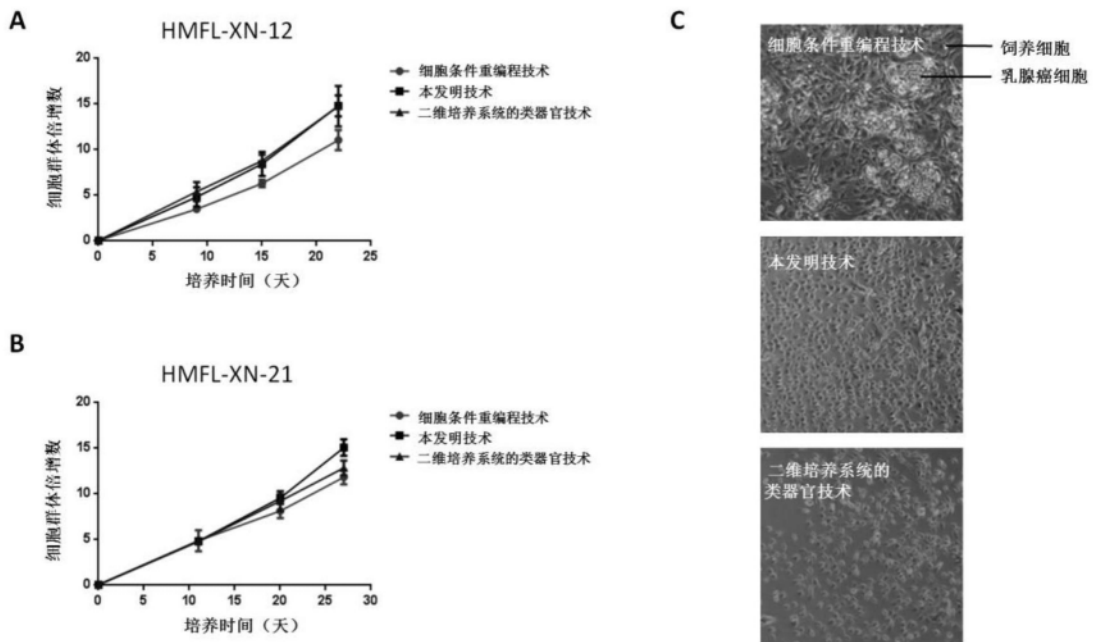 A
HMFL-XN-12
细胞群体倍增数
20
15
10
5
0
0 5 10 15 20 25
培养时间（天）
细胞条件重编程技术
本发明技术
二维培养系统的类器官技术
B
HMFL-XN-21
细胞群体倍增数
20
15
10
5
0
0 5 10 15 20 25 30
培养时间（天）
细胞条件重编程技术
本发明技术
二维培养系统的类器官技术
C
细胞条件重编程技术
饲养细胞
乳腺癌细胞
本发明技术
二维培养系统的
类器官技术